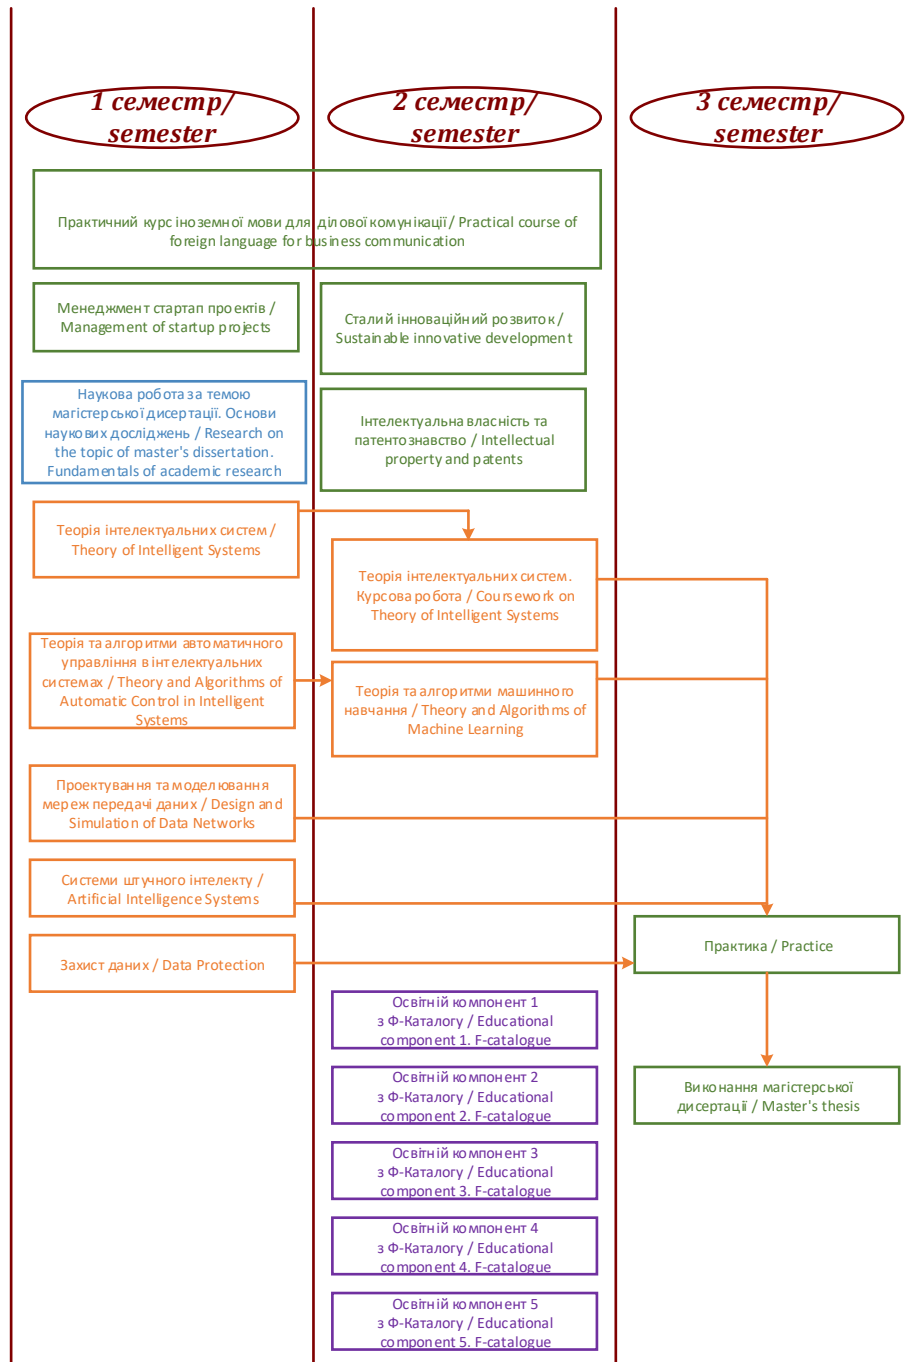 1 семестр/
semester
2 семестр/
semester
3 семестр/
semester
Практичний курс іноземної мови для ділової комунікації / Practical course of
foreign language for business communication
Менеджмент стартап проектів /
Management of startup projects
Сталий інноваційний розвиток /
Sustainable innovative development
Наукова робота за темою
магістерської дисертації. Основи
наукових досліджень / Research on
the topic of master's dissertation.
Fundamentals of academic research
Інтелектуальна власність та
патентознавство / Intellectual
property and patents
Теорія інтелектуальних систем /
Theory of Intelligent Systems
Теорія інтелектуальних систем.
Курсова робота / Coursework on
Theory of Intelligent Systems
Теорія та алгоритми автоматичного
управління в інтелектуальних
системах / Theory and Algorithms of
Automatic Control in Intelligent
Systems
Теорія та алгоритми машинного
навчання / Theory and Algorithms of
Machine Learning
Проектування та моделювання
мереж передачі даних / Design and
Simulation of Data Networks
Системи штучного інтелекту /
Artificial Intelligence Systems
Практика / Practice
Захист даних / Data Protection
Освітній компонент 1
з Ф-Каталогу / Educational
component 1. F-catalogue
Освітній компонент 2
з Ф-Каталогу / Educational
component 2. F-catalogue
Виконання магістерської
дисертації / Master's thesis
Освітній компонент 3
з Ф-Каталогу / Educational
component 3. F-catalogue
Освітній компонент 4
з Ф-Каталогу / Educational
component 4. F-catalogue
Освітній компонент 5
з Ф-Каталогу / Educational
component 5. F-catalogue